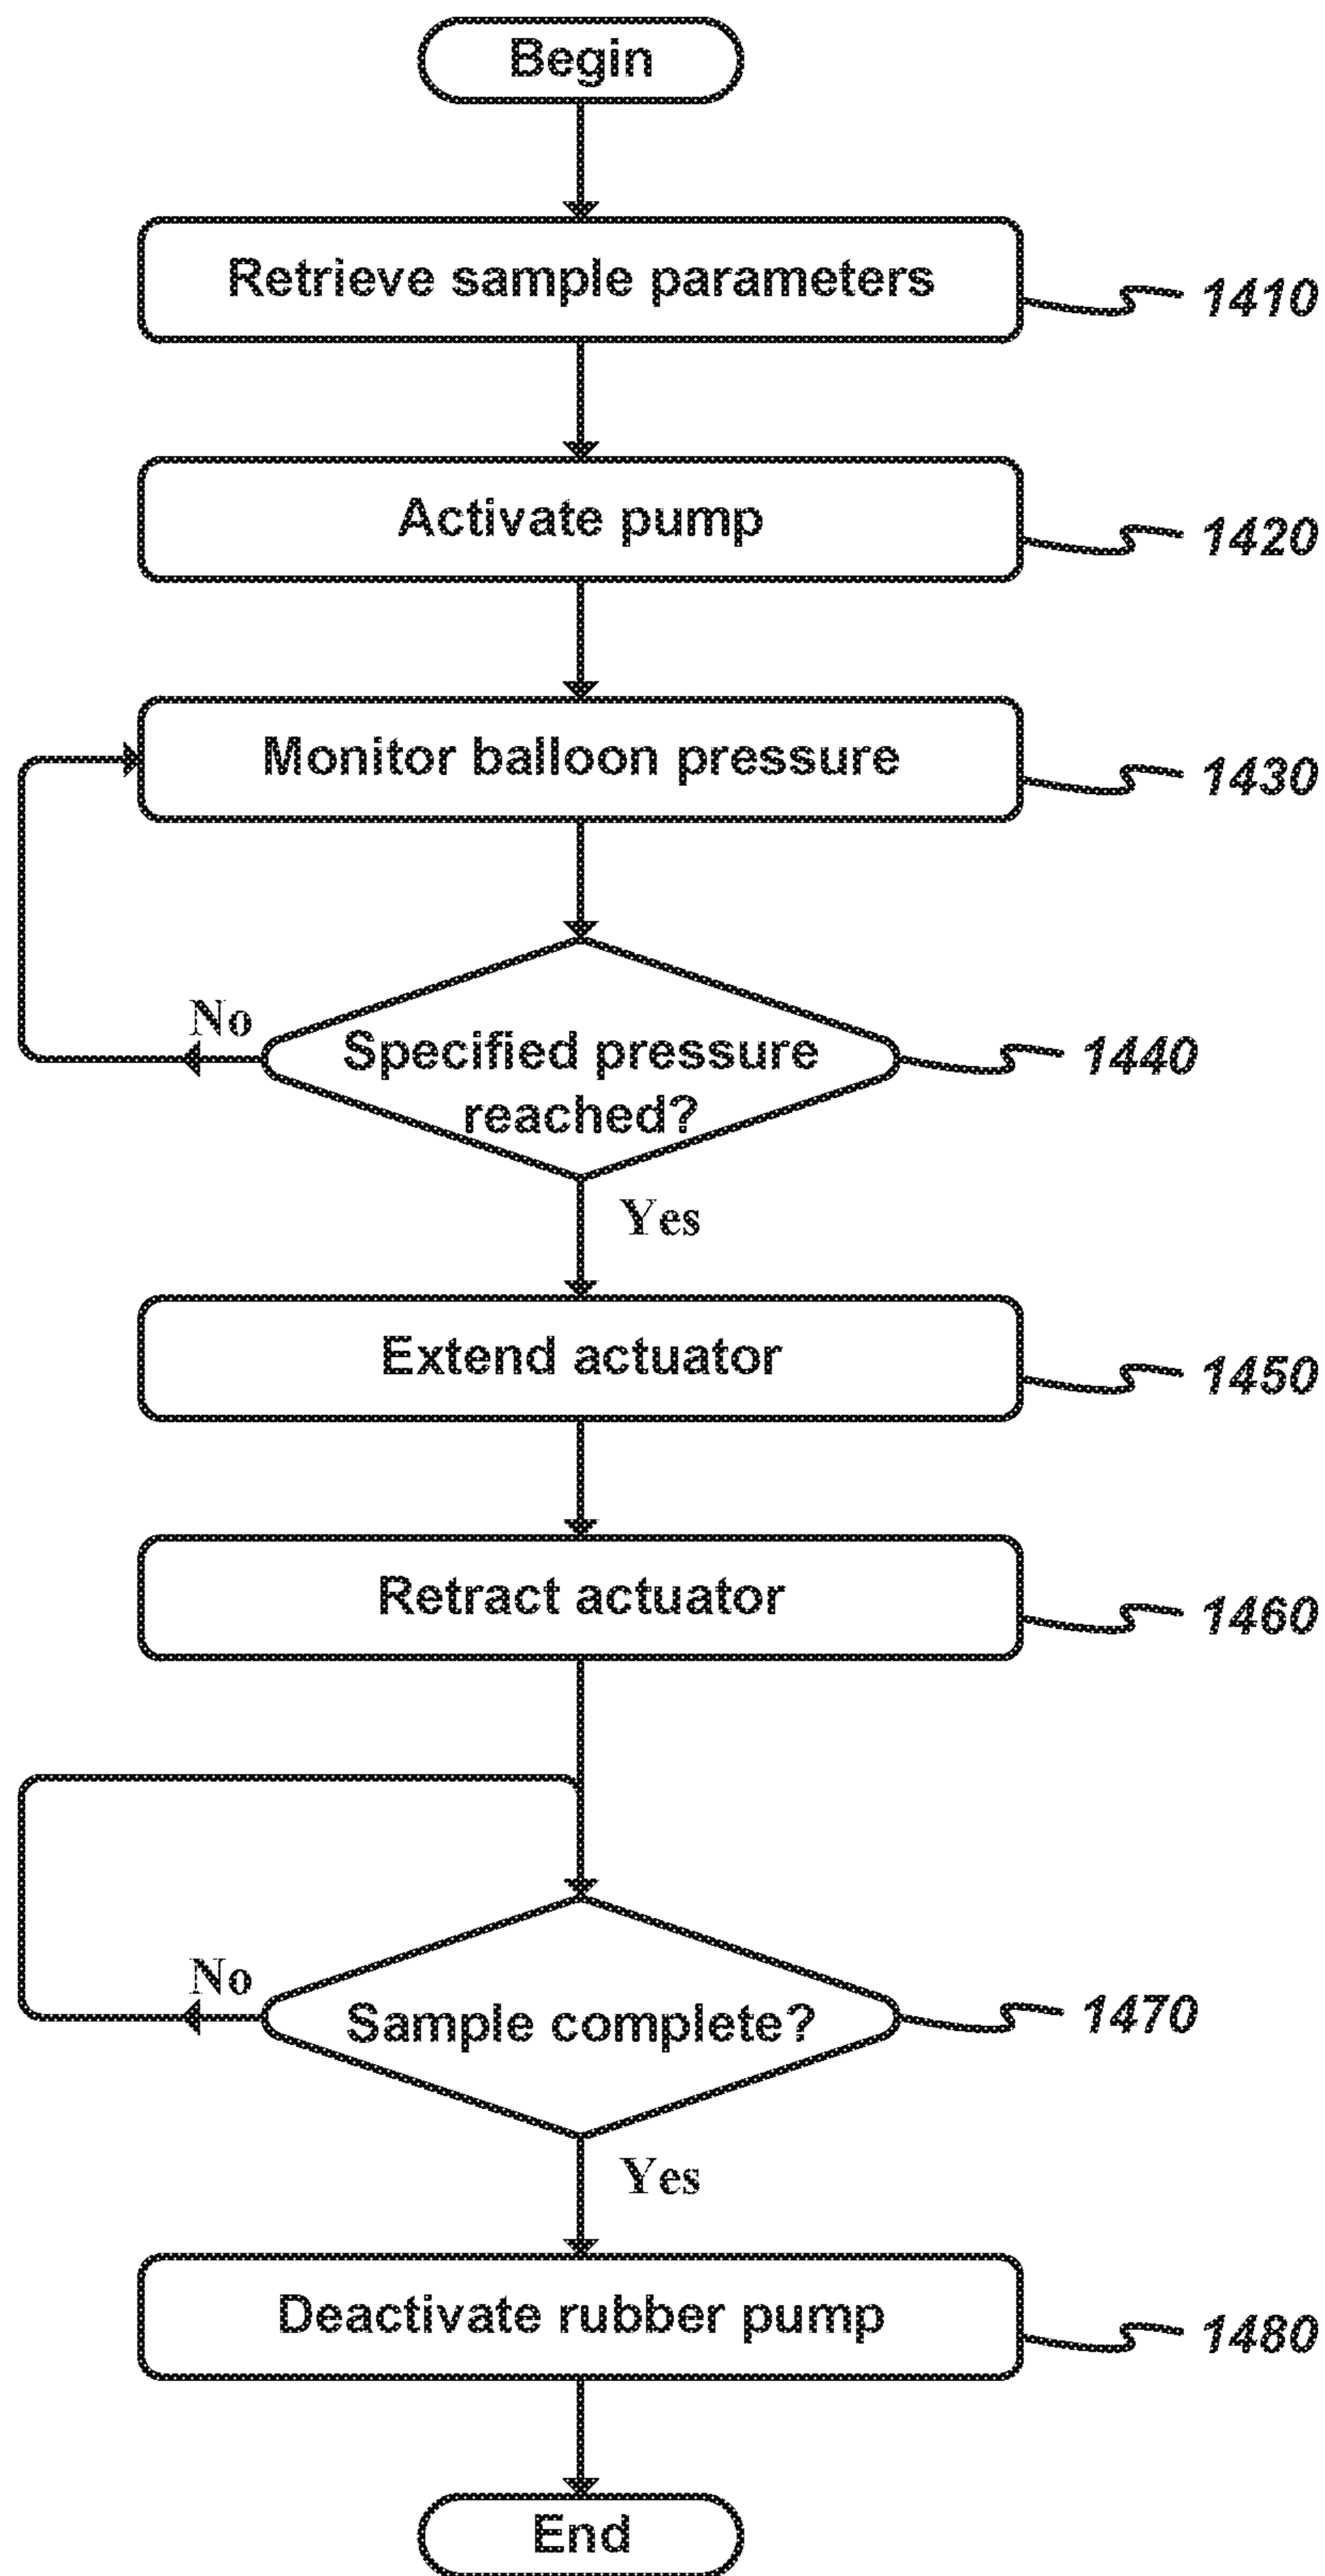 Begin
Retrieve sample parameters
1410
Activate pump
1420
Monitor balloon pressure
1430
No
Specified pressure
reached?
1440
Yes
Extend actuator
1450
Retract actuator
1460
No
Sample complete?
1470
Yes
Deactivate rubber pump
1480
End